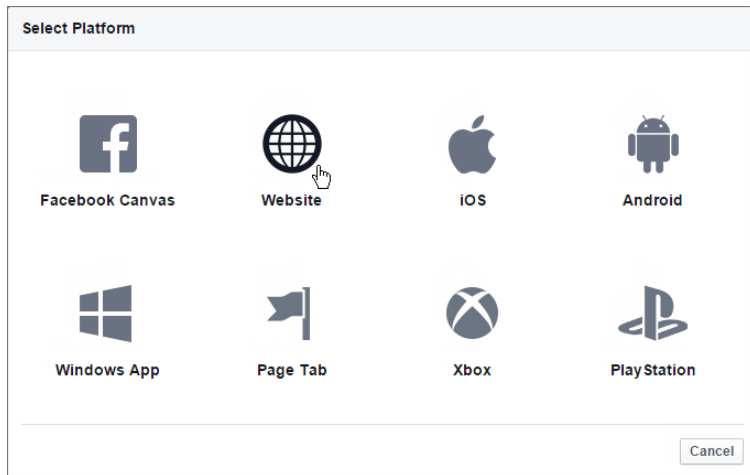 Select Platform
Facebook Canvas Website iOS Android
Windows App Page Tab Xbox PlayStation
Cancel